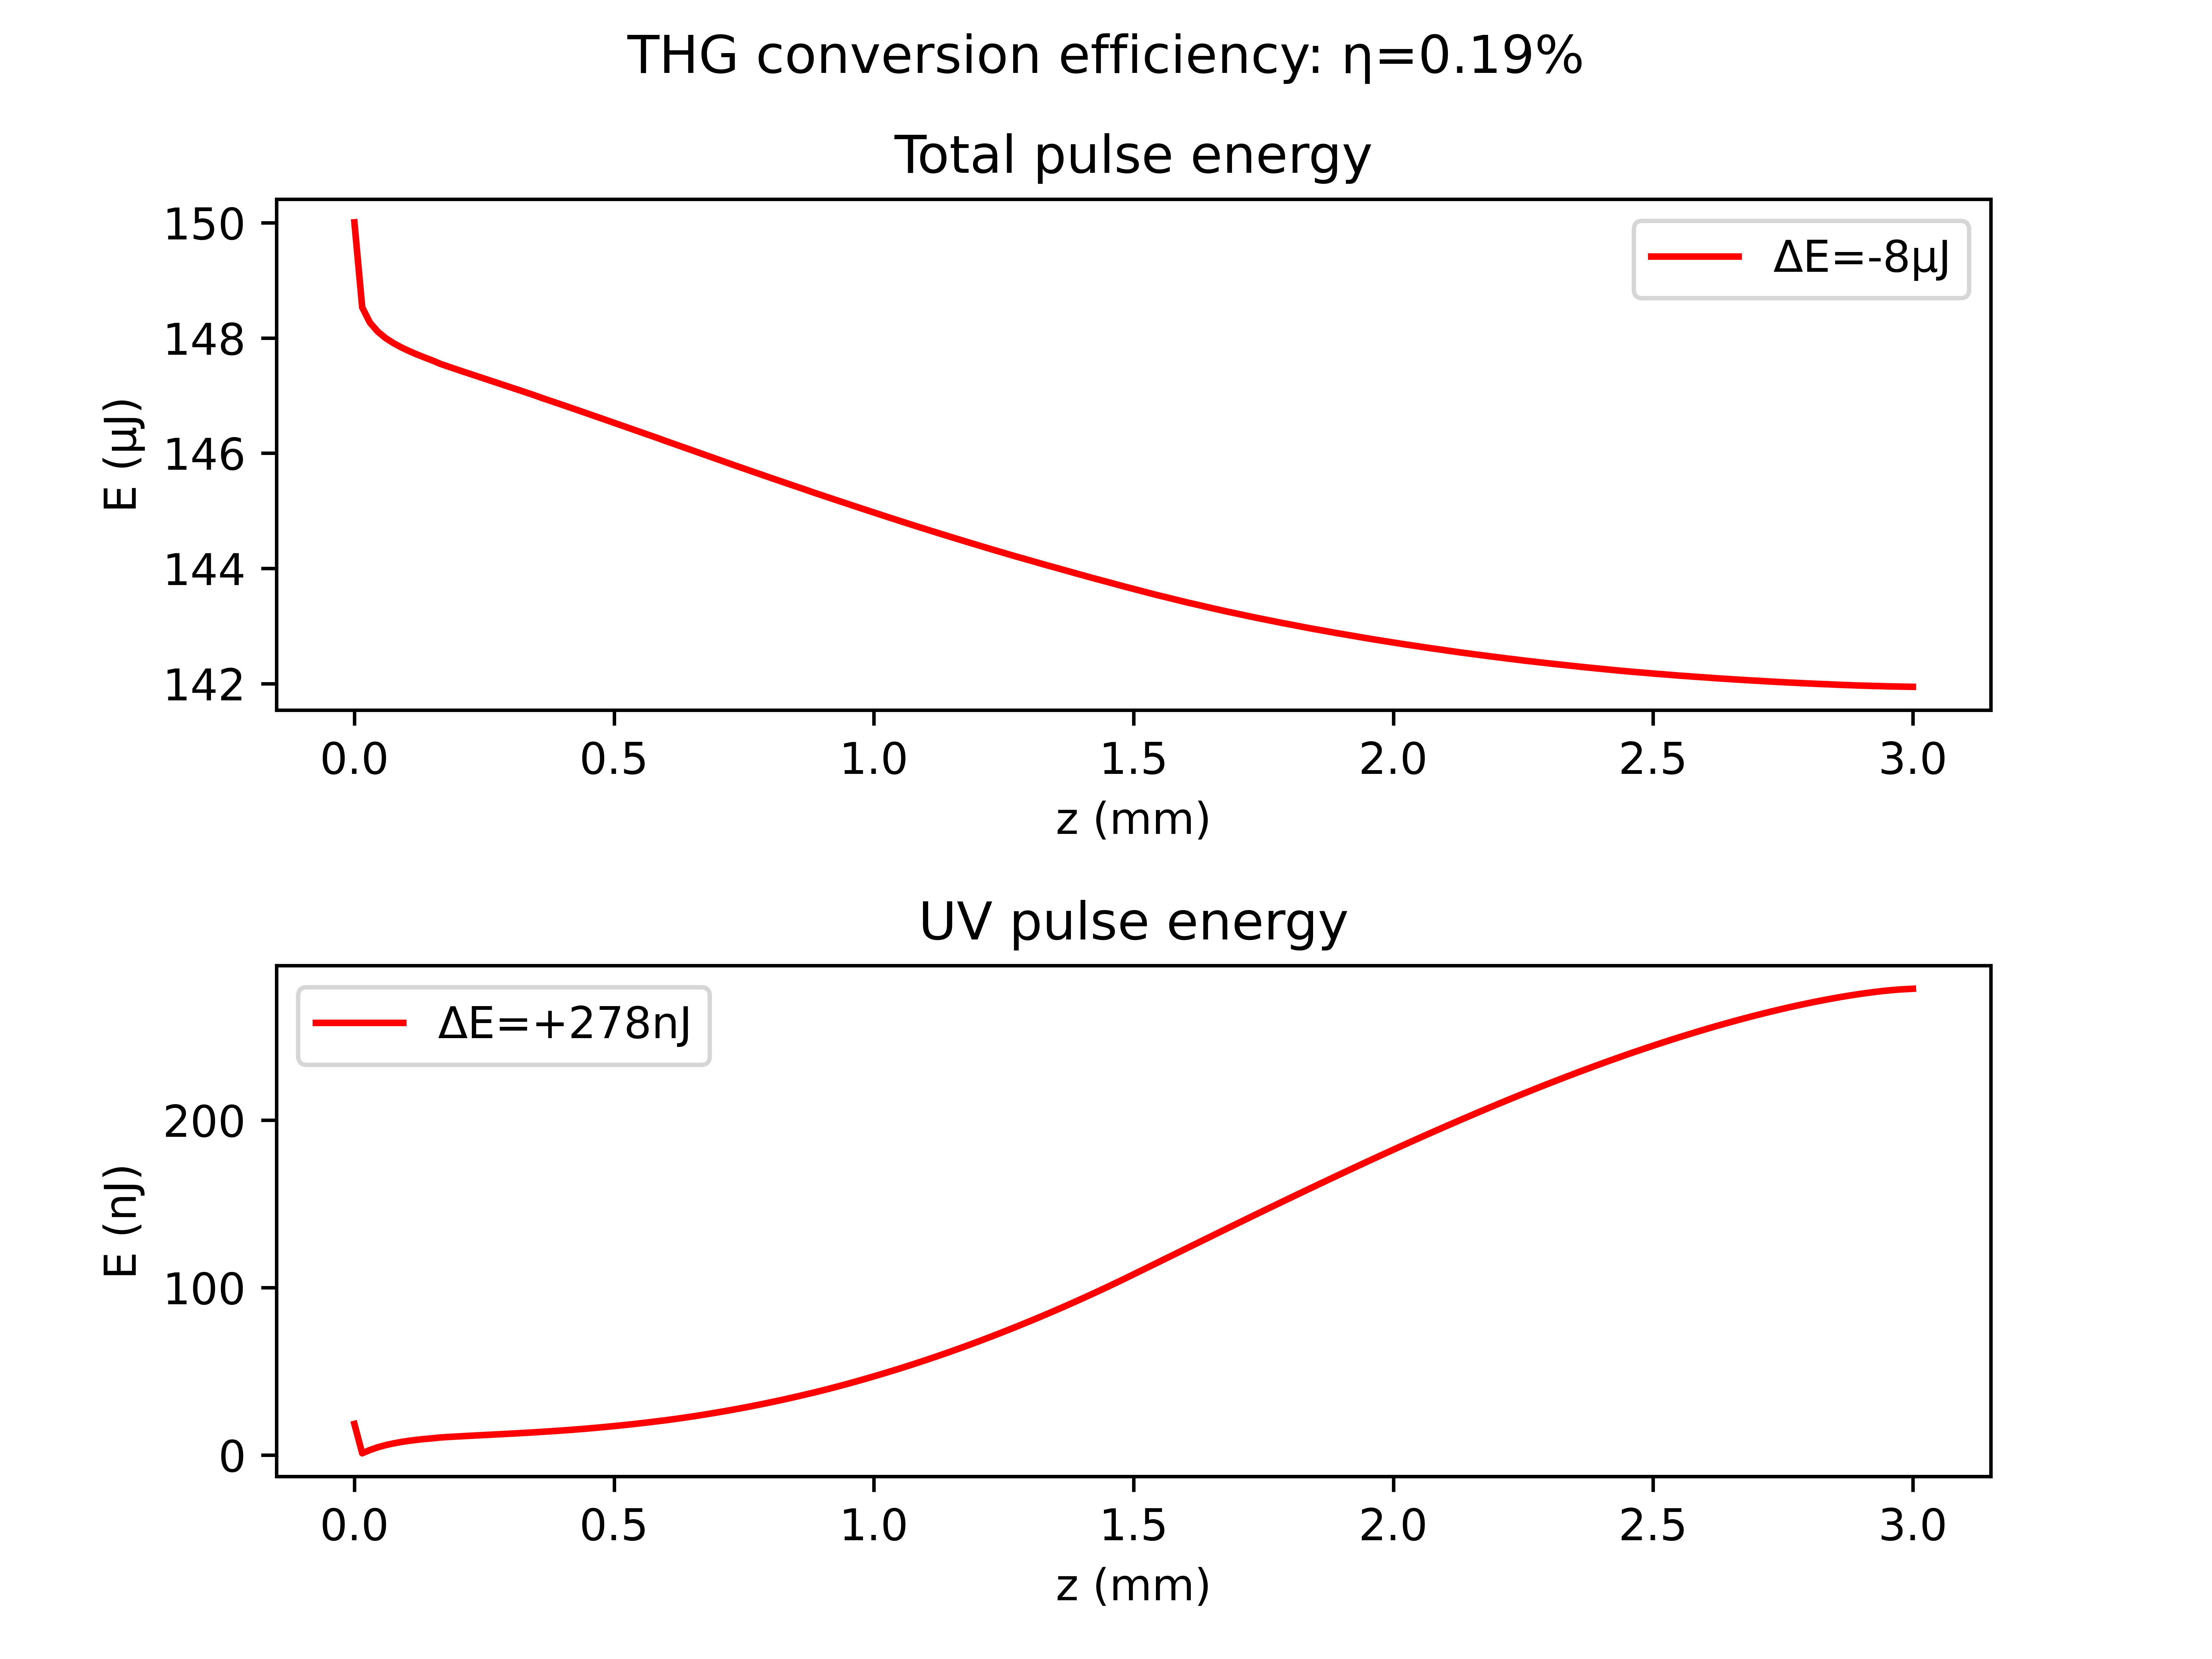 THG conversion efficiency: η=0.19%
Total pulse energy
ΔE=-8μJ
E (μJ)
150
148
146
144
142
0.0 0.5 1.0 1.5 2.0 2.5 3.0
z (mm)
UV pulse energy
ΔE=+278nJ
E (nJ)
200
100
0
0.0 0.5 1.0 1.5 2.0 2.5 3.0
z (mm)